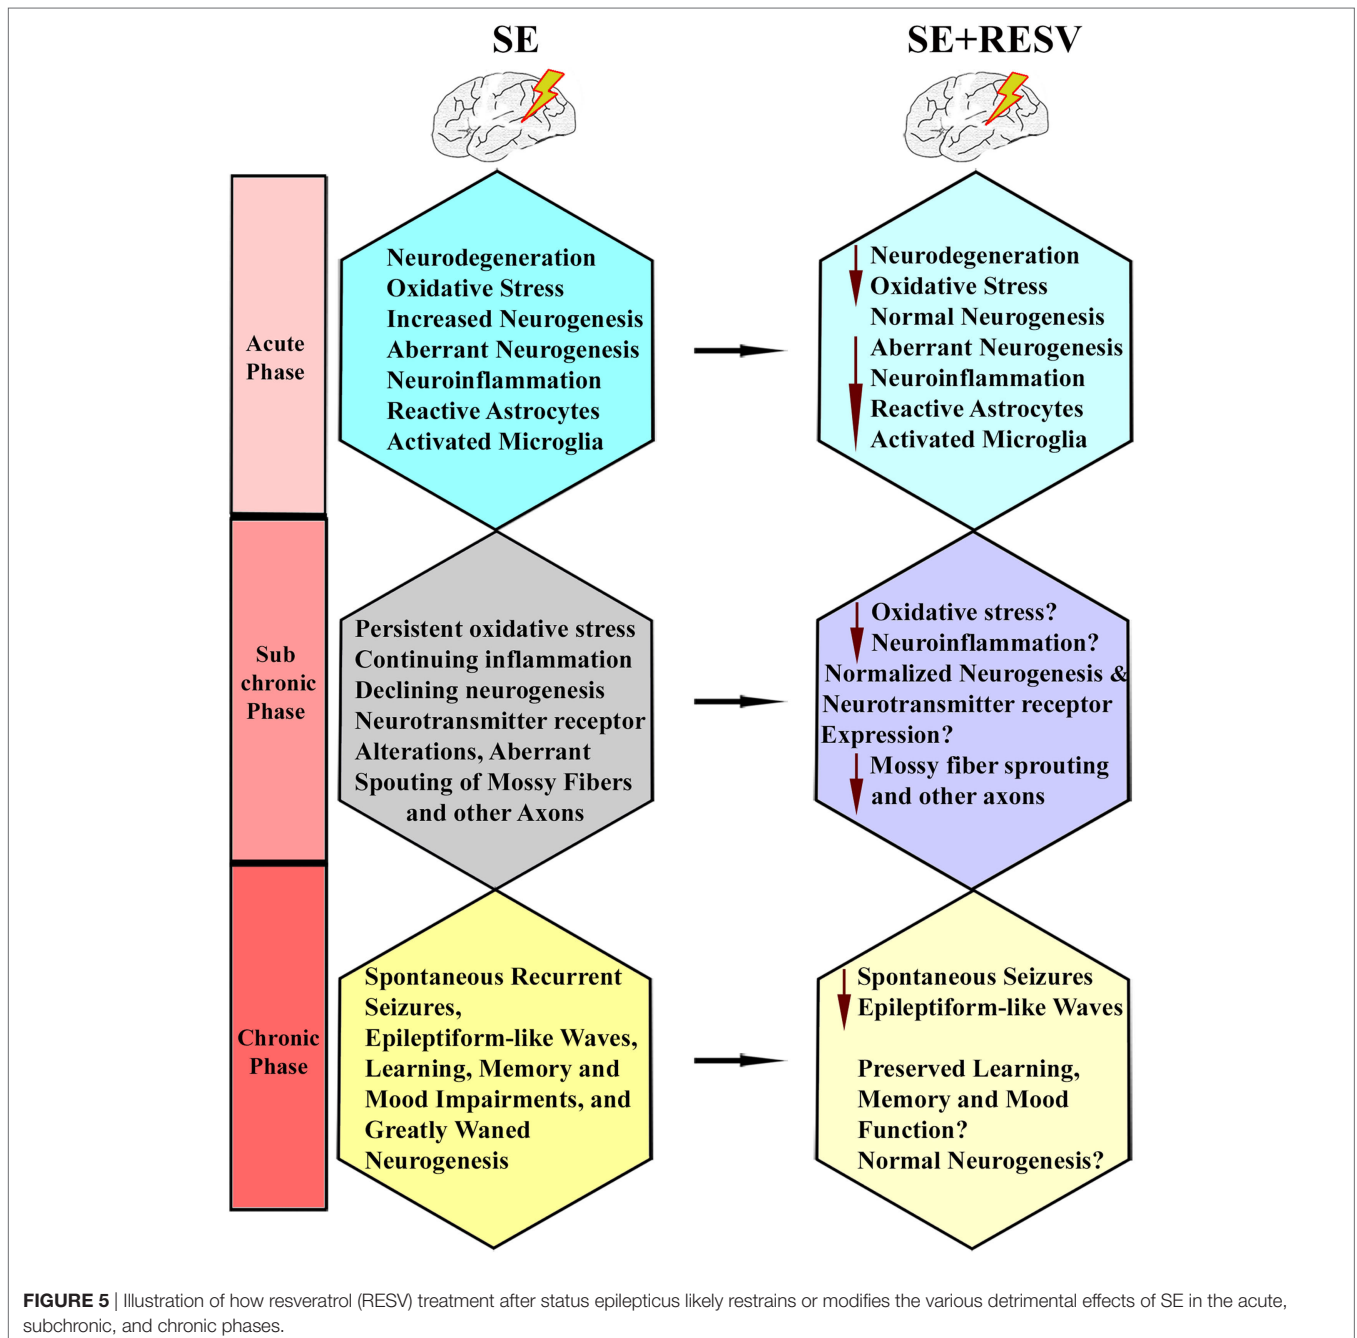 SE
SE+RESV
Acute
Phase
Neurodegeneration
Oxidative Stress
Increased Neurogenesis
Aberrant Neurogenesis
Neuroinflammation
Reactive Astrocytes
Activated Microglia
Neurodegeneration
Oxidative Stress
Normal Neurogenesis
Aberrant Neurogenesis
Neuroinflammation
Reactive Astrocytes
Activated Microglia
Sub
chronic
Phase
Persistent oxidative stress
Continuing inflammation
Declining neurogenesis
Neurotransmitter receptor
Alterations, Aberrant
Spouting of Mossy Fibers
and other Axons
Oxidative stress?
Neuroinflammation?
Normalized Neurogenesis &
Neurotransmitter receptor
Expression?
Mossy fiber sprouting
and other axons
Chronic
Phase
Spontaneous Recurrent
Seizures,
Epileptiform-like Waves,
Learning, Memory and
Mood Impairments, and
Greatly Waned
Neurogenesis
Spontaneous Seizures
Epileptiform-like Waves
Preserved Learning,
Memory and Mood
Function?
Normal Neurogenesis?
FIGURE 5 | Illustration of how resveratrol (RESV) treatment after status epilepticus likely restrains or modifies the various detrimental effects of SE in the acute,
subchronic, and chronic phases.